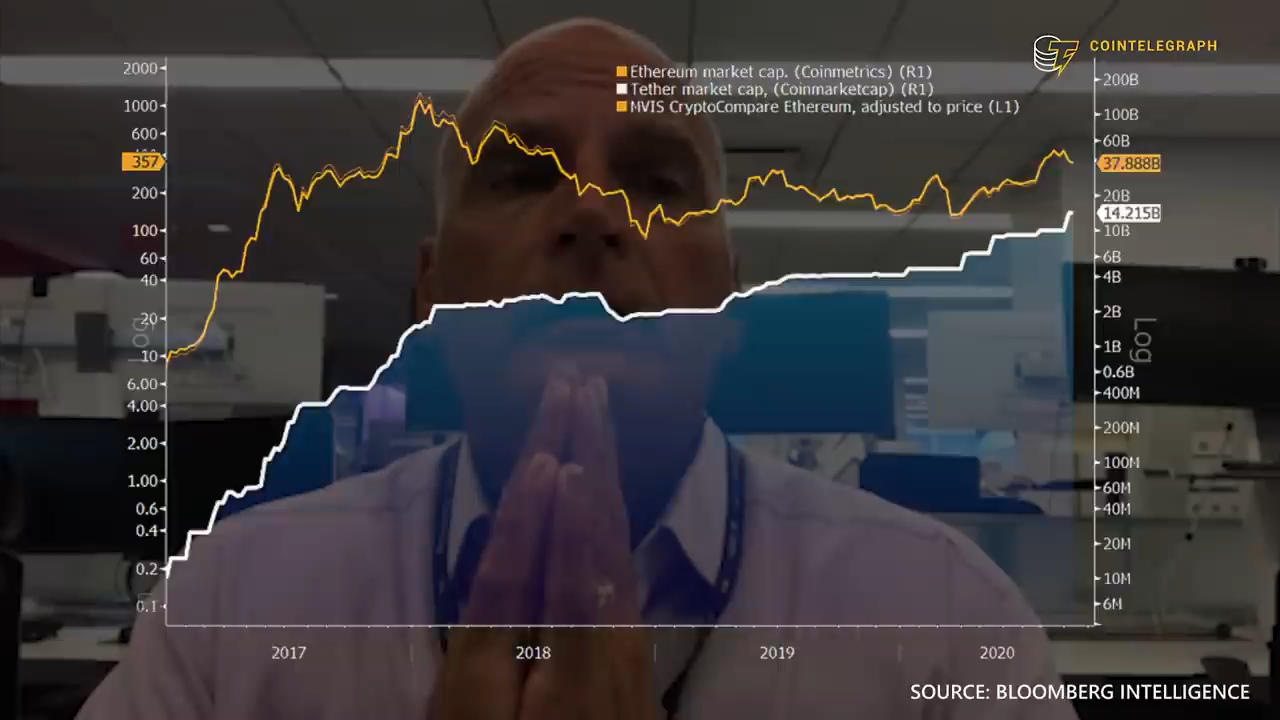 COINTELEGRAPH
Ethereum market cap. (Coinmetrics) (R1)
Tether market cap, (Coinmarketcap) (R1)
MVIS CryptoCompare Ethereum, adjusted to price (L1)
2000
1000
600
400
357
200
100
60
40
20
10
6.00
4.00
2.00
1.00
0.6
0.4
0.2
0.1
Log
200B
100B
60B
37.888B
20B
14.215B
10B
6B
4B
2B
1B
0.6B
400M
200M
100M
60M
40M
20M
10M
6M
Log
2017
2018
2019
2020
SOURCE: BLOOMBERG INTELLIGENCE